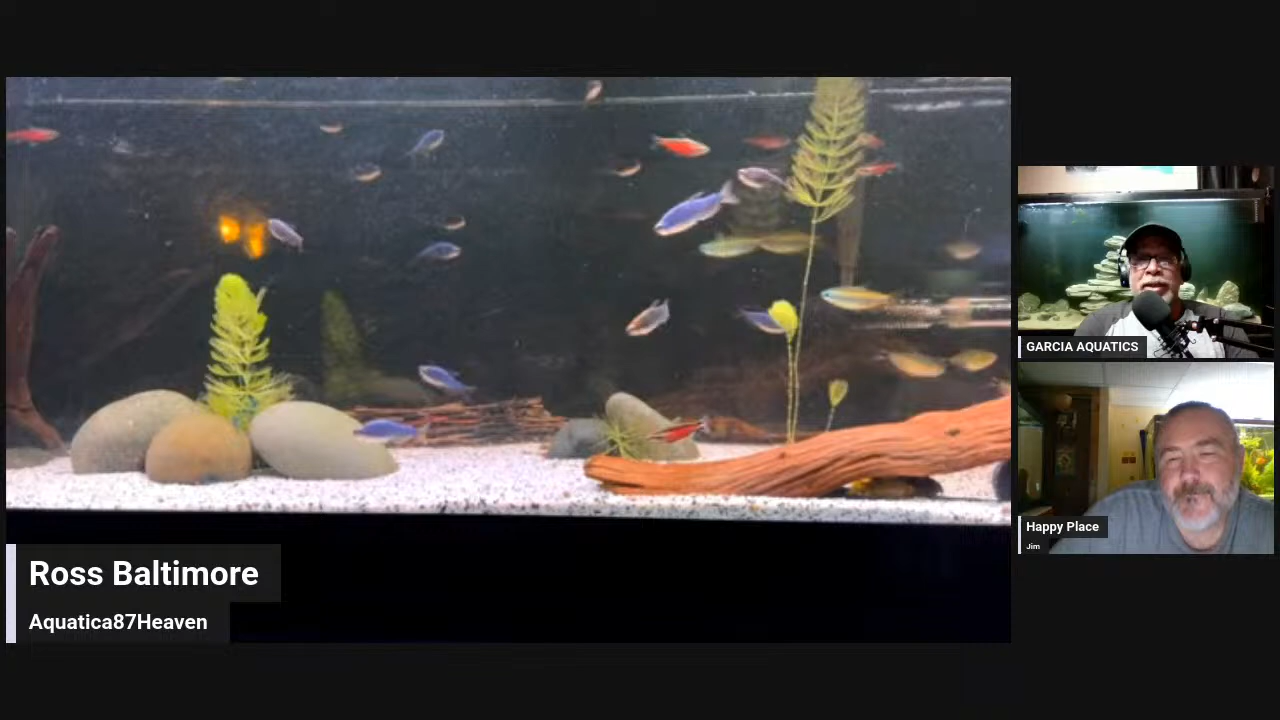 Ross Baltimore
Aquatica87Heaven
GARCIA AQUATICS
Happy Place
Jim